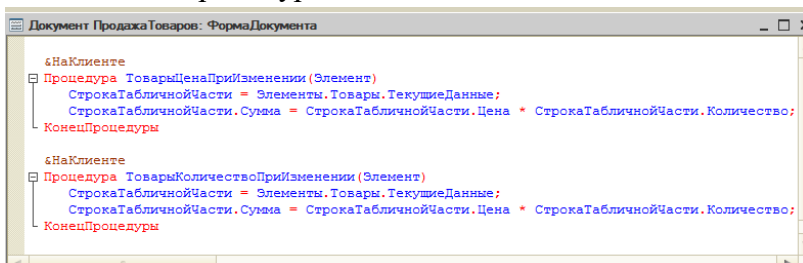 Документ ПродажаТоваров: ФормаДокумента
&НаКлиенте
Процедура ТоварыЦенаПриИзменении(Элемент)
СтрокаТабличнойЧасти = Элементы.Товары.ТекущиеДанные;
СтрокаТабличнойЧасти.Сумма = СтрокаТабличнойЧасти.Цена * СтрокаТабличнойЧасти.Количество;
КонецПроцедуры
&НаКлиенте
Процедура ТоварыКоличествоПриИзменении(Элемент)
СтрокаТабличнойЧасти = Элементы.Товары.ТекущиеДанные;
СтрокаТабличнойЧасти.Сумма = СтрокаТабличнойЧасти.Цена * СтрокаТабличнойЧасти.Количество;
КонецПроцедуры